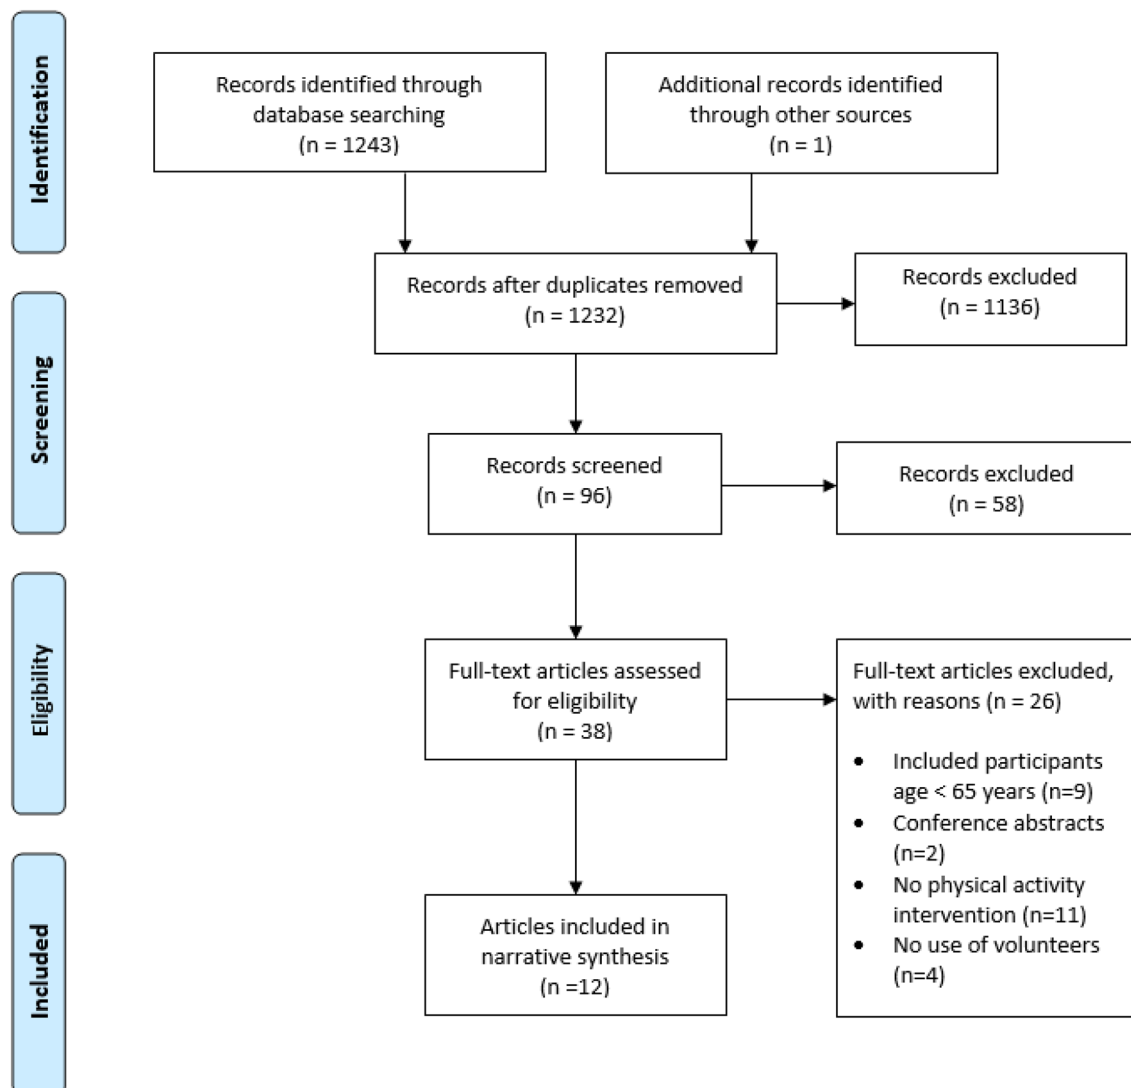 Identification
Records identified through
database searching
(n = 1243)
Additional records identified
through other sources
(n = 1)
Records after duplicates removed
(n = 1232)
Records excluded
(n = 1136)
Screening
Records screened
(n = 96)
Records excluded
(n = 58)
Eligibility
Full-text articles assessed
for eligibility
(n = 38)
Full-text articles excluded,
with reasons (n = 26)
• Included participants
age < 65 years (n=9)
• Conference abstracts
(n=2)
• No physical activity
intervention (n=11)
• No use of volunteers
(n=4)
Included
Articles included in
narrative synthesis
(n =12)